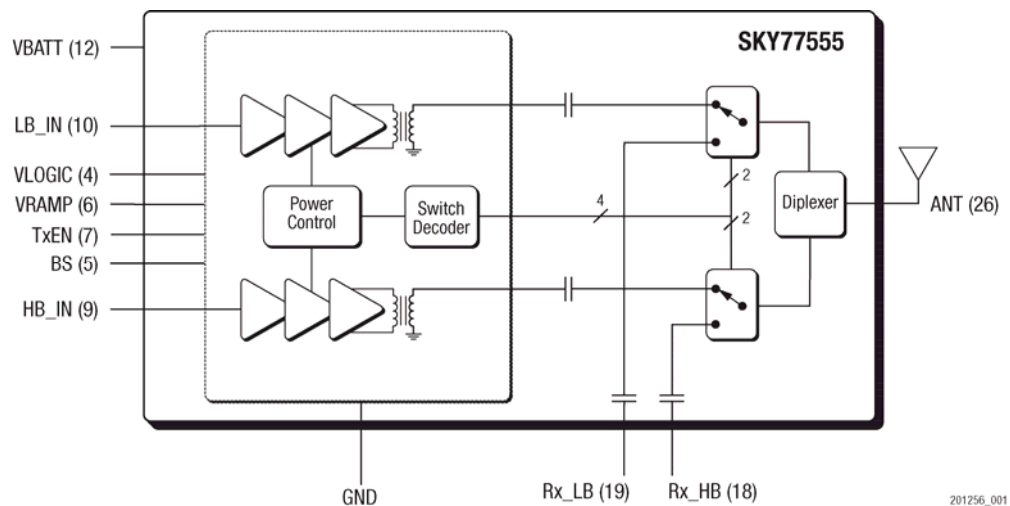 SKY77555
VBATT (12)
LB_IN (10)
VLOGIC (4)
VRAMP (6)
TxEN (7)
BS (5)
HB_IN (9)
Power
Control
Switch
Decoder
4
2
2
Diplexer
ANT (26)
GND
Rx_LB (19)
Rx_HB (18)
201256_001